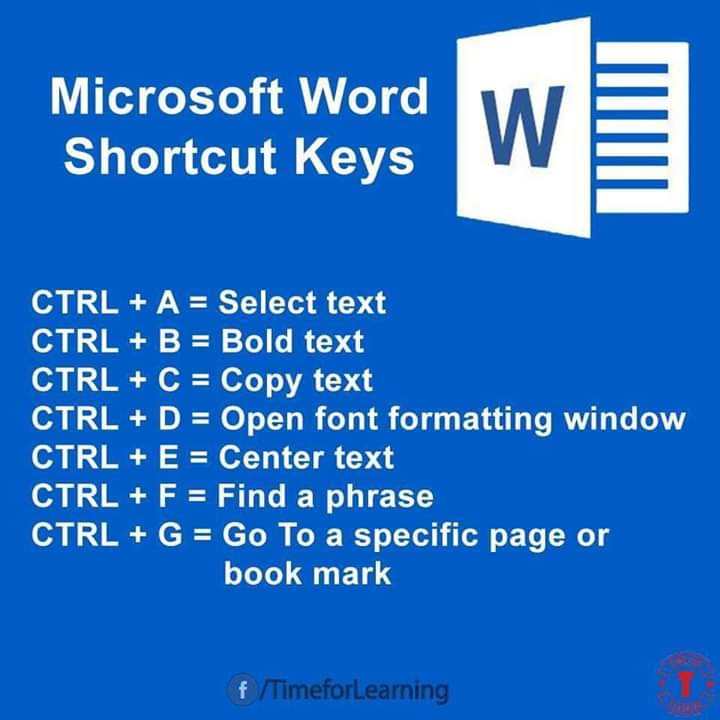 Microsoft Word
Shortcut Keys
W
CTRL + A = Select text
CTRL + B = Bold text
CTRL + C = Copy text
CTRL + D = Open font formatting window
CTRL + E = Center text
CTRL + F = Find a phrase
CTRL + G = Go To a specific page or
book mark
f /TimeforLearning
T